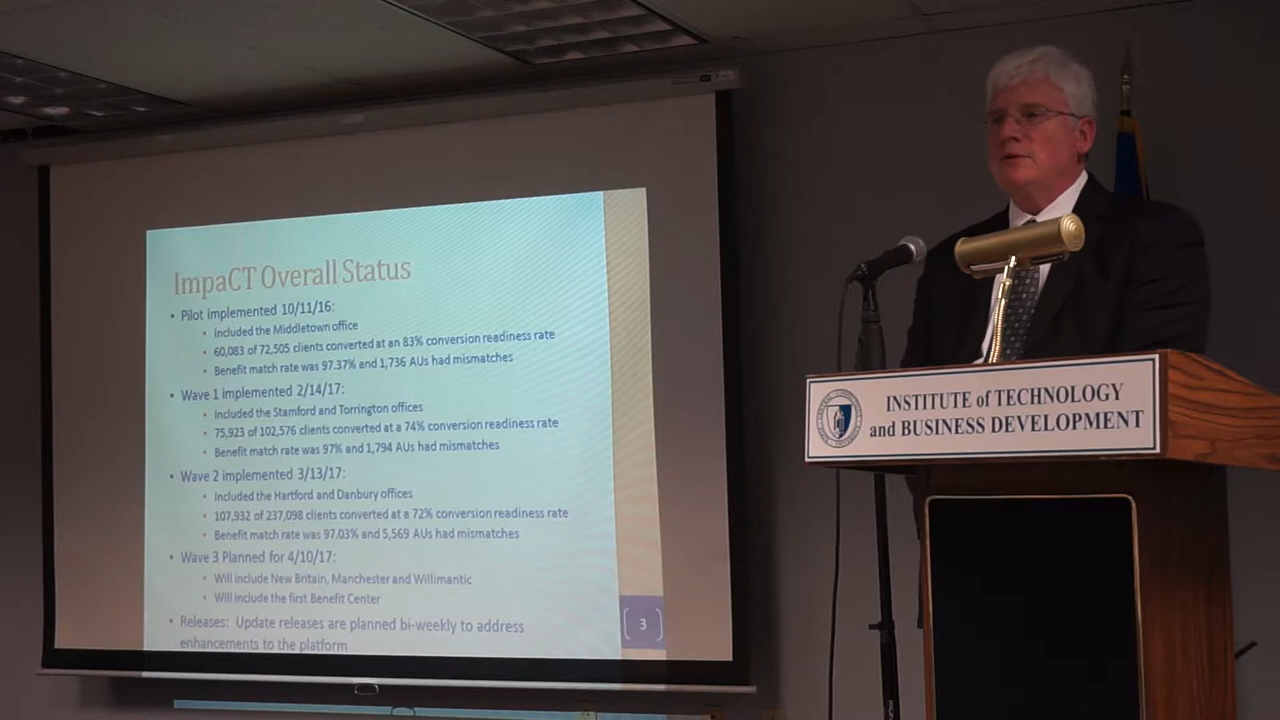 ImpaCT Overall Status
• Pilot implemented 10/11/16:
• Included the Middletown office
• 60,083 of 72,505 clients converted at an 83% conversion readiness rate
• Benefit match rate was 97.37% and 1,736 AUs had mismatches
• Wave 1 implemented 2/14/17:
• Included the Stamford and Torrington offices
• 75,923 of 102,576 clients converted at a 74% conversion readiness rate
• Benefit match rate was 97% and 1,794 AUs had mismatches
• Wave 2 implemented 3/13/17:
• Included the Hartford and Danbury offices
• 107,932 of 237,098 clients converted at a 72% conversion readiness rate
• Benefit match rate was 97.03% and 5,569 AUs had mismatches
• Wave 3 Planned for 4/10/17:
• Will include New Britain, Manchester and Willimantic
• Will include the first Benefit Center
• Releases: Update releases are planned bi-weekly to address
enhancements to the platform
3
INSTITUTE of TECHNOLOGY
and BUSINESS DEVELOPMENT